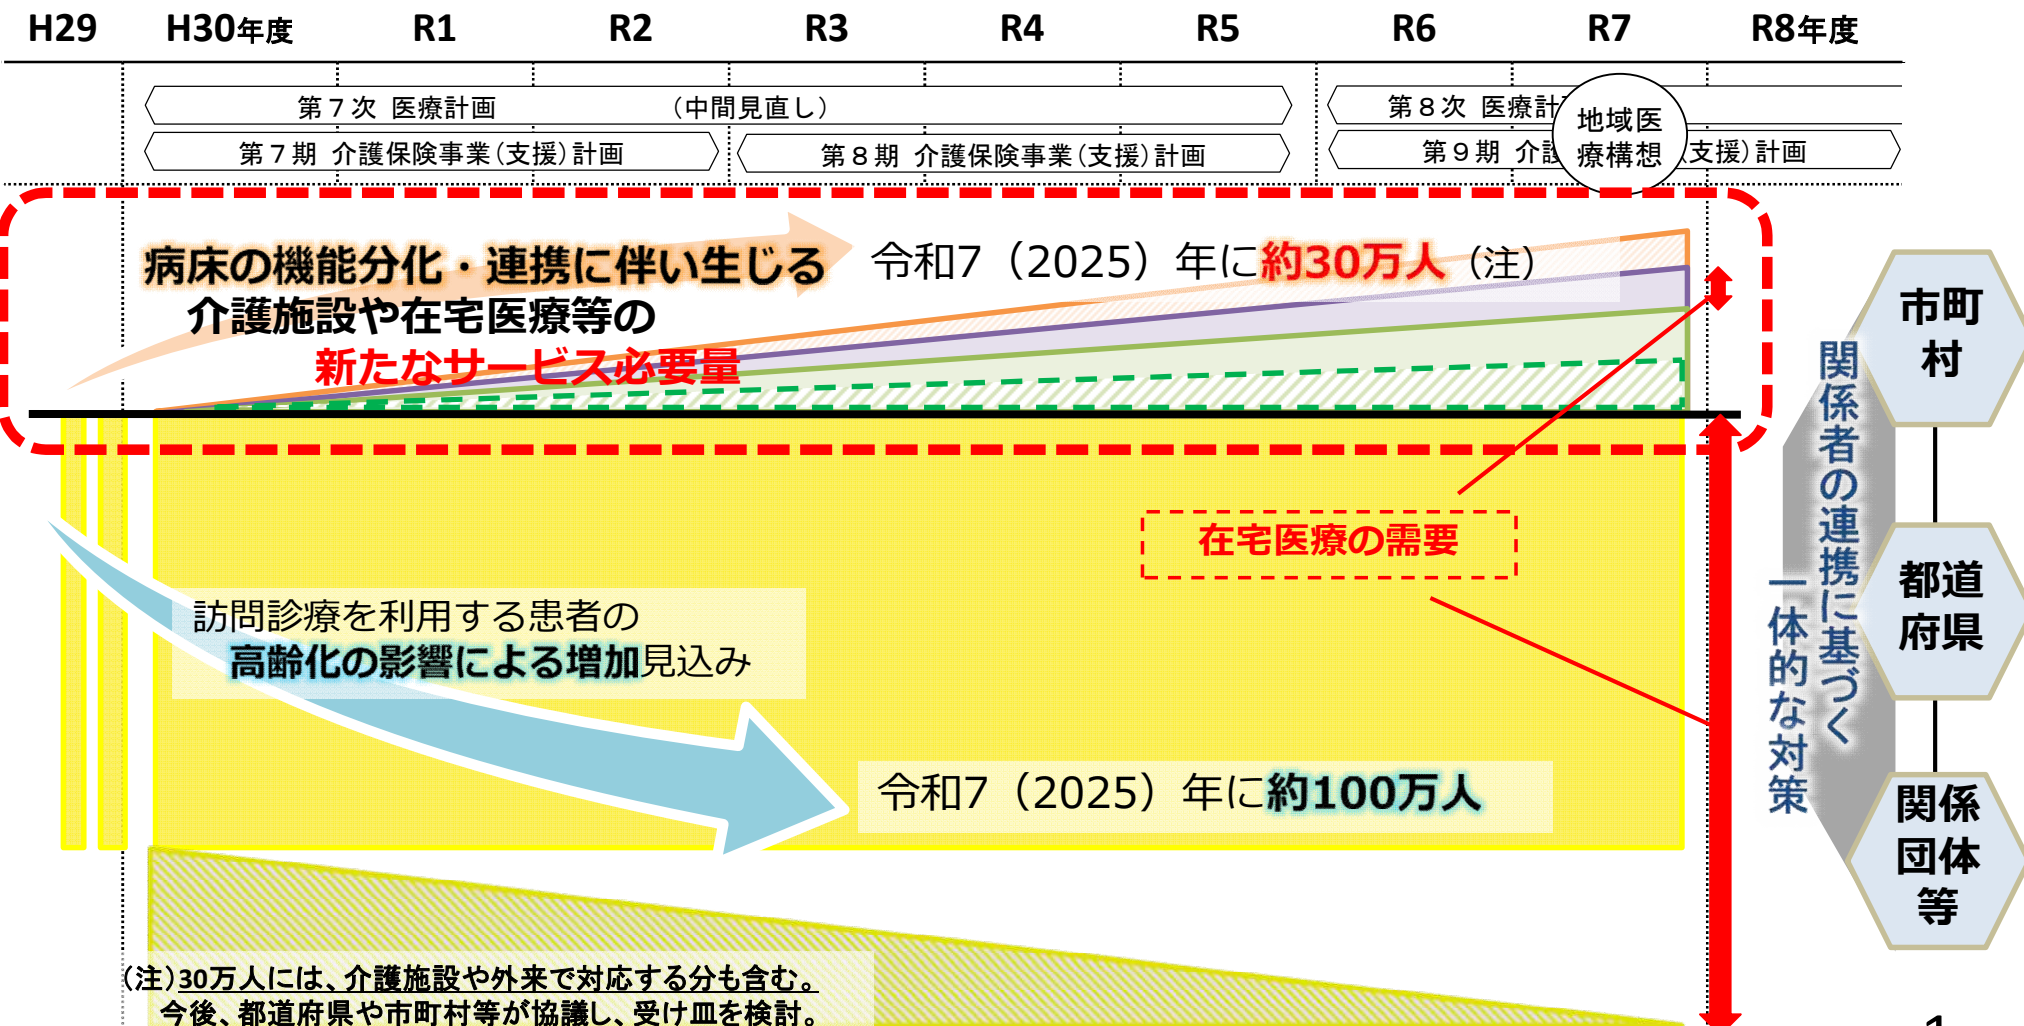 H29 H30年度 R1 R2 R3 R4 R5 R6 R7 R8年度
第７次 医療計画 （中間見直し）
第８次 医療計
第７期 介護保険事業（支援）計画
第８期 介護保険事業（支援）計画
第９期 介護
支援）計画
地域医
療構想
病床の機能分化・連携に伴い生じる
介護施設や在宅医療等の
新たなサービス必要量
令和7（2025）年に約30万人（注）
在宅医療の需要
訪問診療を利用する患者の
高齢化の影響による増加見込み
令和7（2025）年に約100万人
（注）30万人には、介護施設や外来で対応する分も含む。
今後、都道府県や市町村等が協議し、受け皿を検討。
関係者の連携に基づく
一体的な対策
市町
村
都道
府県
関係
団体
等
1